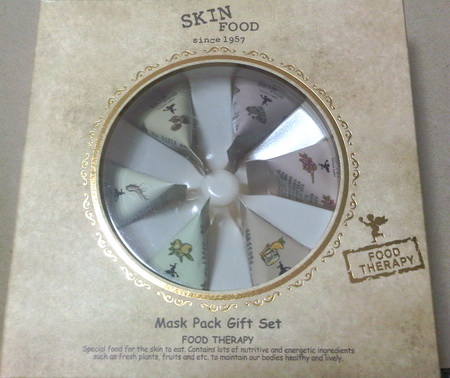 SKIN
FOOD
since 1957
FOOD
THERAPY
Mask Pack Gift Set
FOOD THERAPY
Special food for the skin to eat. Contains lots of nutritive and energetic ingredients
such as fresh plants, fruits and etc. to maintain our bodies healthy and lively.